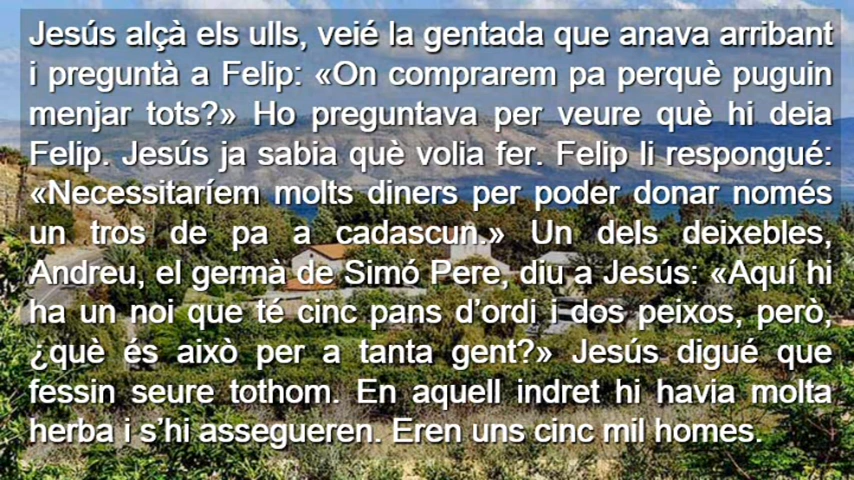 Jesús alçà els ulls, veié la gentada que anava arribant
i preguntà a Felip: «On comprarem pa perquè puguin
menjar tots?» Ho preguntava per veure què hi deia
Felip. Jesús ja sabia què volia fer. Felip li respongué:
«Necessitaríem molts diners per poder donar només
un tros de pa a cadascun.» Un dels deixebles,
Andreu, el germà de Simó Pere, diu a Jesús: «Aquí hi
ha un noi que té cinc pans d’ordi i dos peixos, però,
¿què és això per a tanta gent?» Jesús digué que
fessin seure tothom. En aquell indret hi havia molta
herba i s’hi assegueren. Eren uns cinc mil homes.